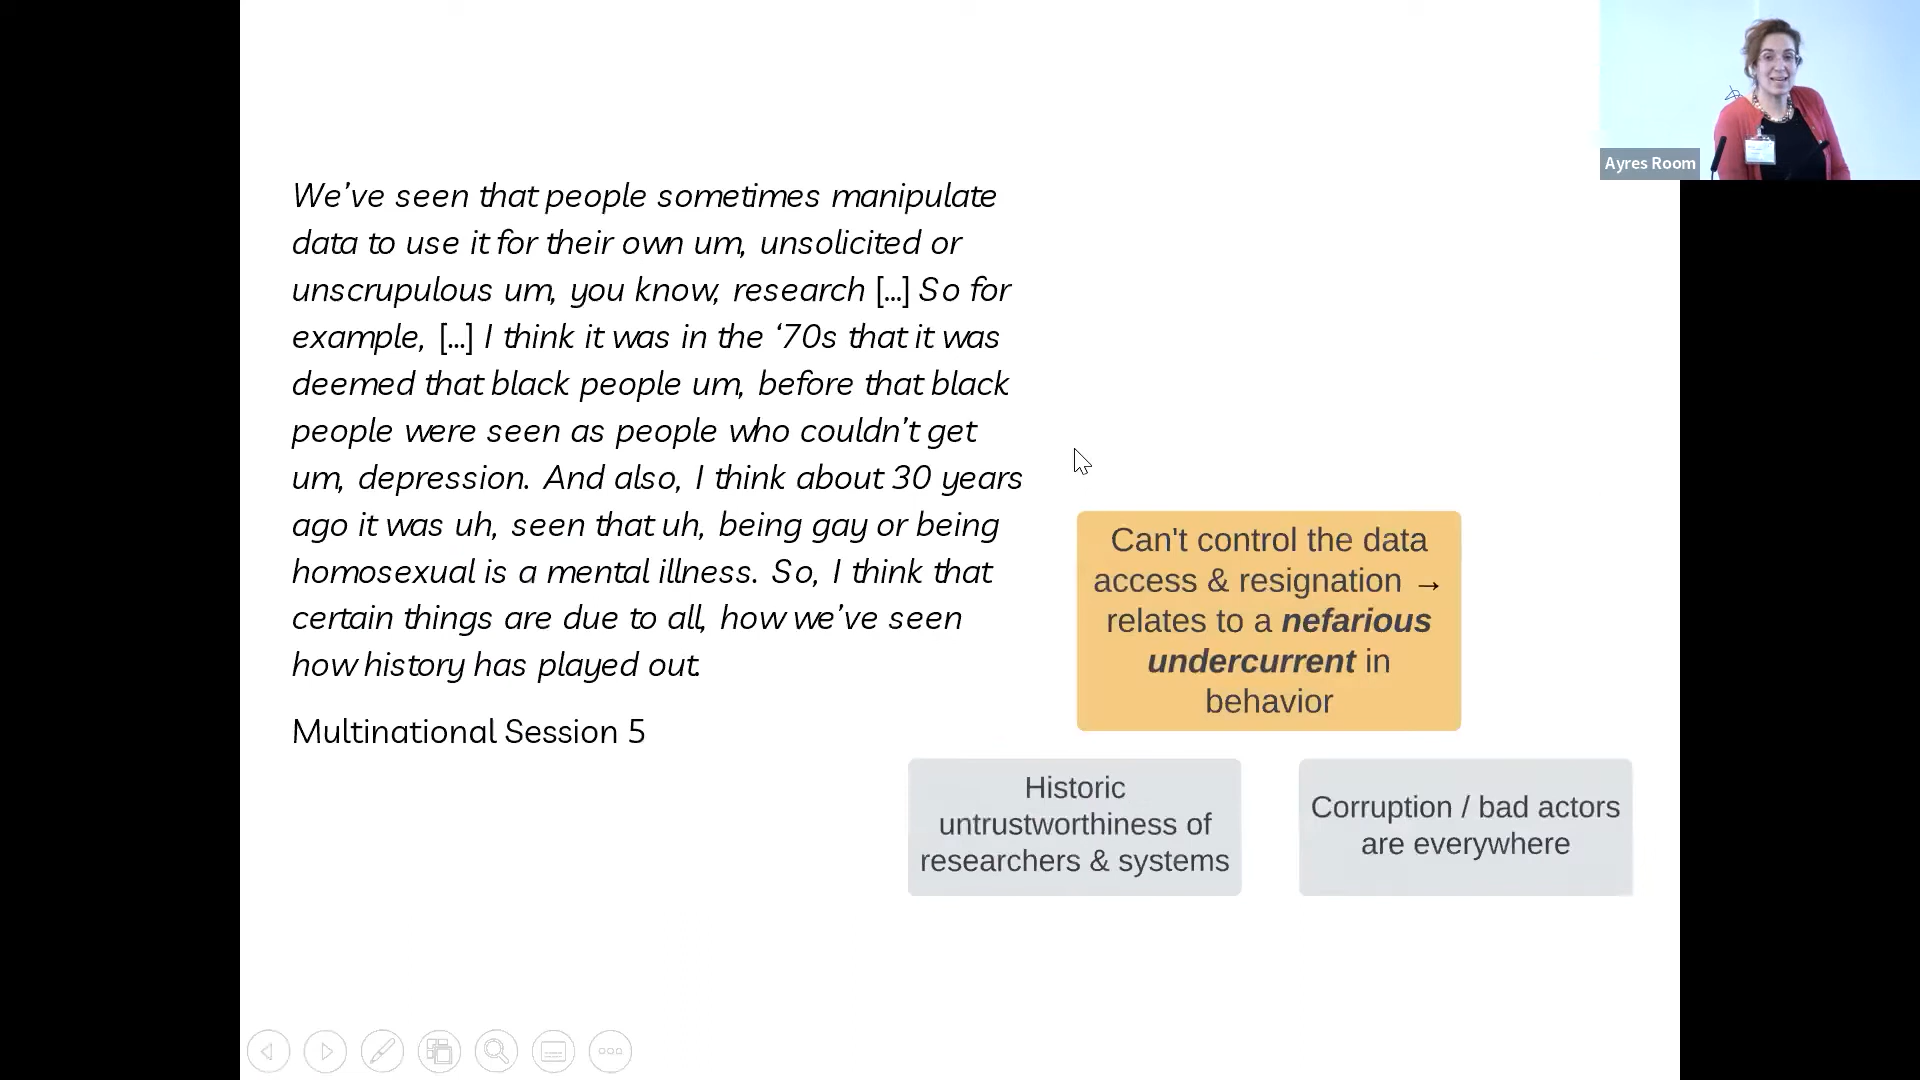 We’ve seen that people sometimes manipulate
data to use it for their own um, unsolicited or
unscrupulous um, you know, research [...] So for
example, [...] I think it was in the ‘70s that it was
deemed that black people um, before that black
people were seen as people who couldn’t get
um, depression. And also, I think about 30 years
ago it was uh, seen that uh, being gay or being
homosexual is a mental illness. So, I think that
certain things are due to all, how we’ve seen
how history has played out.
Multinational Session 5
Can't control the data
access & resignation →
relates to a nefarious
undercurrent in
behavior
Historic
untrustworthiness of
researchers & systems
Corruption / bad actors
are everywhere
Ayres Room